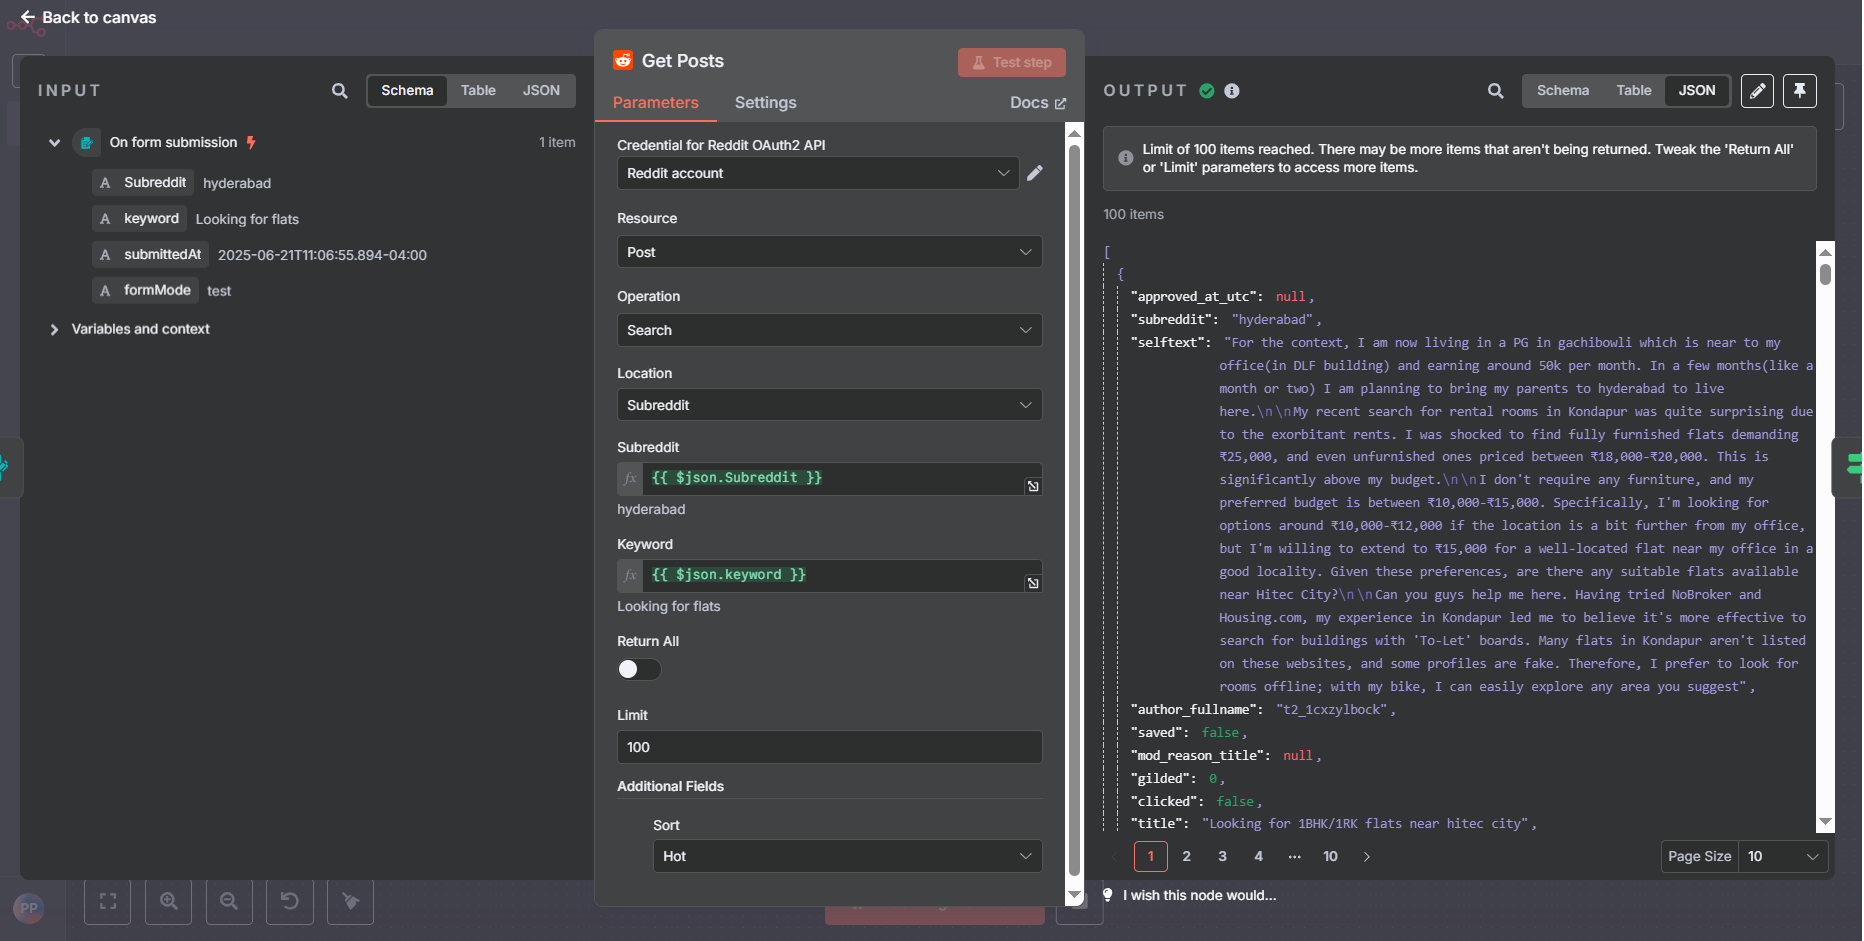 Back to canvas
INPUT
Schema
Table
JSON
On form submission
1 item
A Subreddit hyderabad
A keyword Looking for flats
A submittedAt 2025-06-21T11:06:55.894-04:00
A formMode test
Variables and context
Get Posts
Test step
Parameters
Settings
Docs
Credential for Reddit OAuth2 API
Reddit account
Resource
Post
Operation
Search
Location
Subreddit
Subreddit
fx {{ $json.Subreddit }}
hyderabad
Keyword
fx {{ $json.keyword }}
Looking for flats
Return All
Limit
100
Additional Fields
Sort
Hot
OUTPUT
Schema
Table
JSON
Limit of 100 items reached. There may be more items that aren't being returned. Tweak the 'Return All'
or 'Limit' parameters to access more items.
100 items
[
{
"approved_at_utc": null,
"subreddit": "hyderabad",
"selftext": "For the context, I am now living in a PG in gachibowli which is near to my
office(in DLF building) and earning around 50k per month. In a few months(like a
month or two) I am planning to bring my parents to hyderabad to live
here.\n\nMy recent search for rental rooms in Kondapur was quite surprising due
to the exorbitant rents. I was shocked to find fully furnished flats demanding
₹25,000, and even unfurnished ones priced between ₹18,000-₹20,000. This is
significantly above my budget.\n\nI don't require any furniture, and my
preferred budget is between ₹10,000-₹15,000. Specifically, I'm looking for
options around ₹10,000-₹12,000 if the location is a bit further from my office,
but I'm willing to extend to ₹15,000 for a well-located flat near my office in a
good locality. Given these preferences, are there any suitable flats available
near Hitec City?\n\nCan you guys help me here. Having tried NoBroker and
Housing.com, my experience in Kondapur led me to believe it's more effective to
search for buildings with 'To-Let' boards. Many flats in Kondapur aren't listed
on these websites, and some profiles are fake. Therefore, I prefer to look for
rooms offline; with my bike, I can easily explore any area you suggest",
"author_fullname": "t2_1cxzylbock",
"saved": false,
"mod_reason_title": null,
"gilded": 0,
"clicked": false,
"title": "Looking for 1BHK/1RK flats near hitec city",
1 2 3 4 ... 10
Page Size 10
I wish this node would...
PP